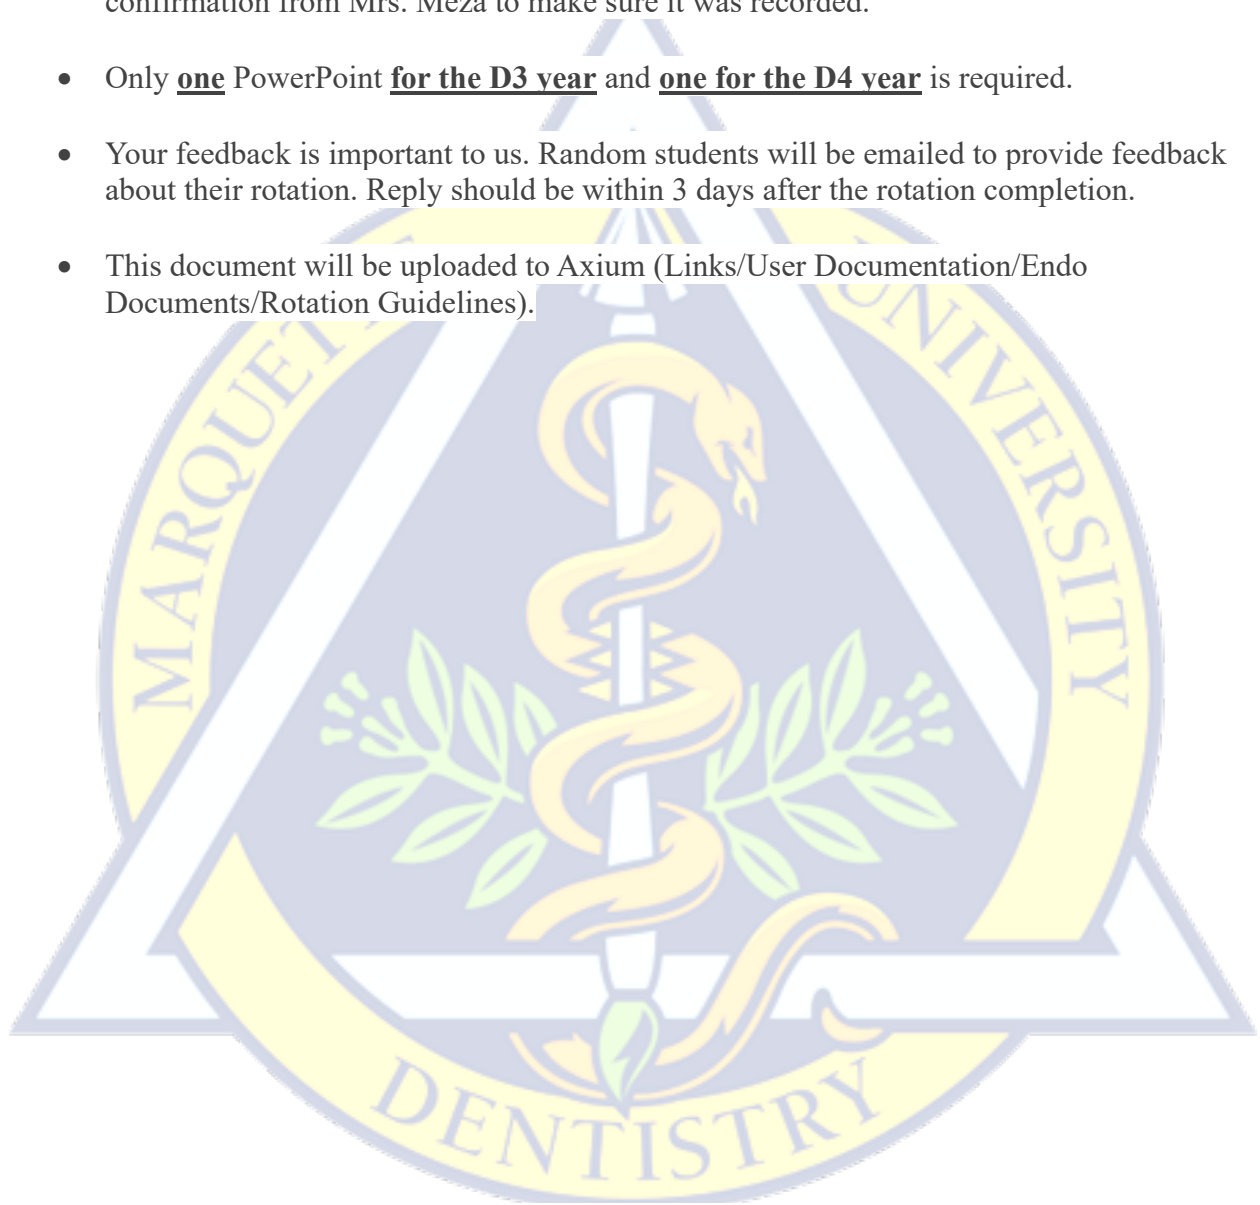 confirmation from Mrs. Meza to make sure it was recorded.
• Only one PowerPoint for the D3 year and one for the D4 year is required.
• Your feedback is important to us. Random students will be emailed to provide feedback
about their rotation. Reply should be within 3 days after the rotation completion.
• This document will be uploaded to Axium (Links/User Documentation/Endo
Documents/Rotation Guidelines).
MARQUETTE
UNIVERSITY
DENTISTRY